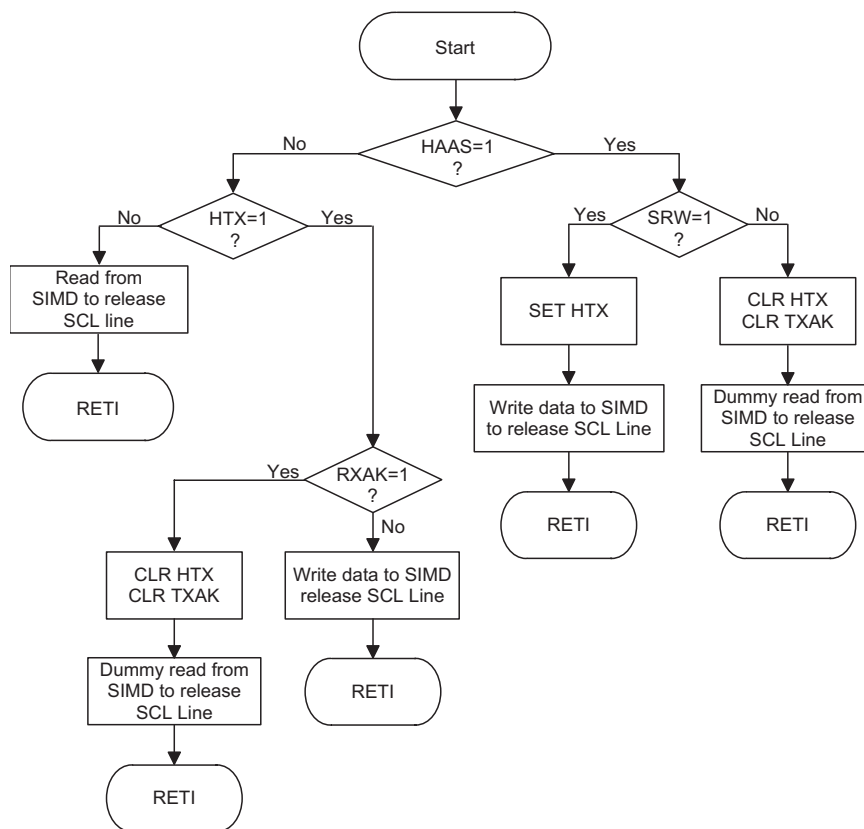 Start
HAAS=1
?
No
Yes
HTX=1
?
No
Yes
SRW=1
?
Yes
No
Read from
SIMD to release
SCL line
RETI
SET HTX
Write data to SIMD
to release SCL Line
RETI
CLR HTX
CLR TXAK
Dummy read from
SIMD to release
SCL Line
RETI
RXAK=1
?
Yes
No
CLR HTX
CLR TXAK
Dummy read from
SIMD to release
SCL Line
RETI
Write data to SIMD
release SCL Line
RETI